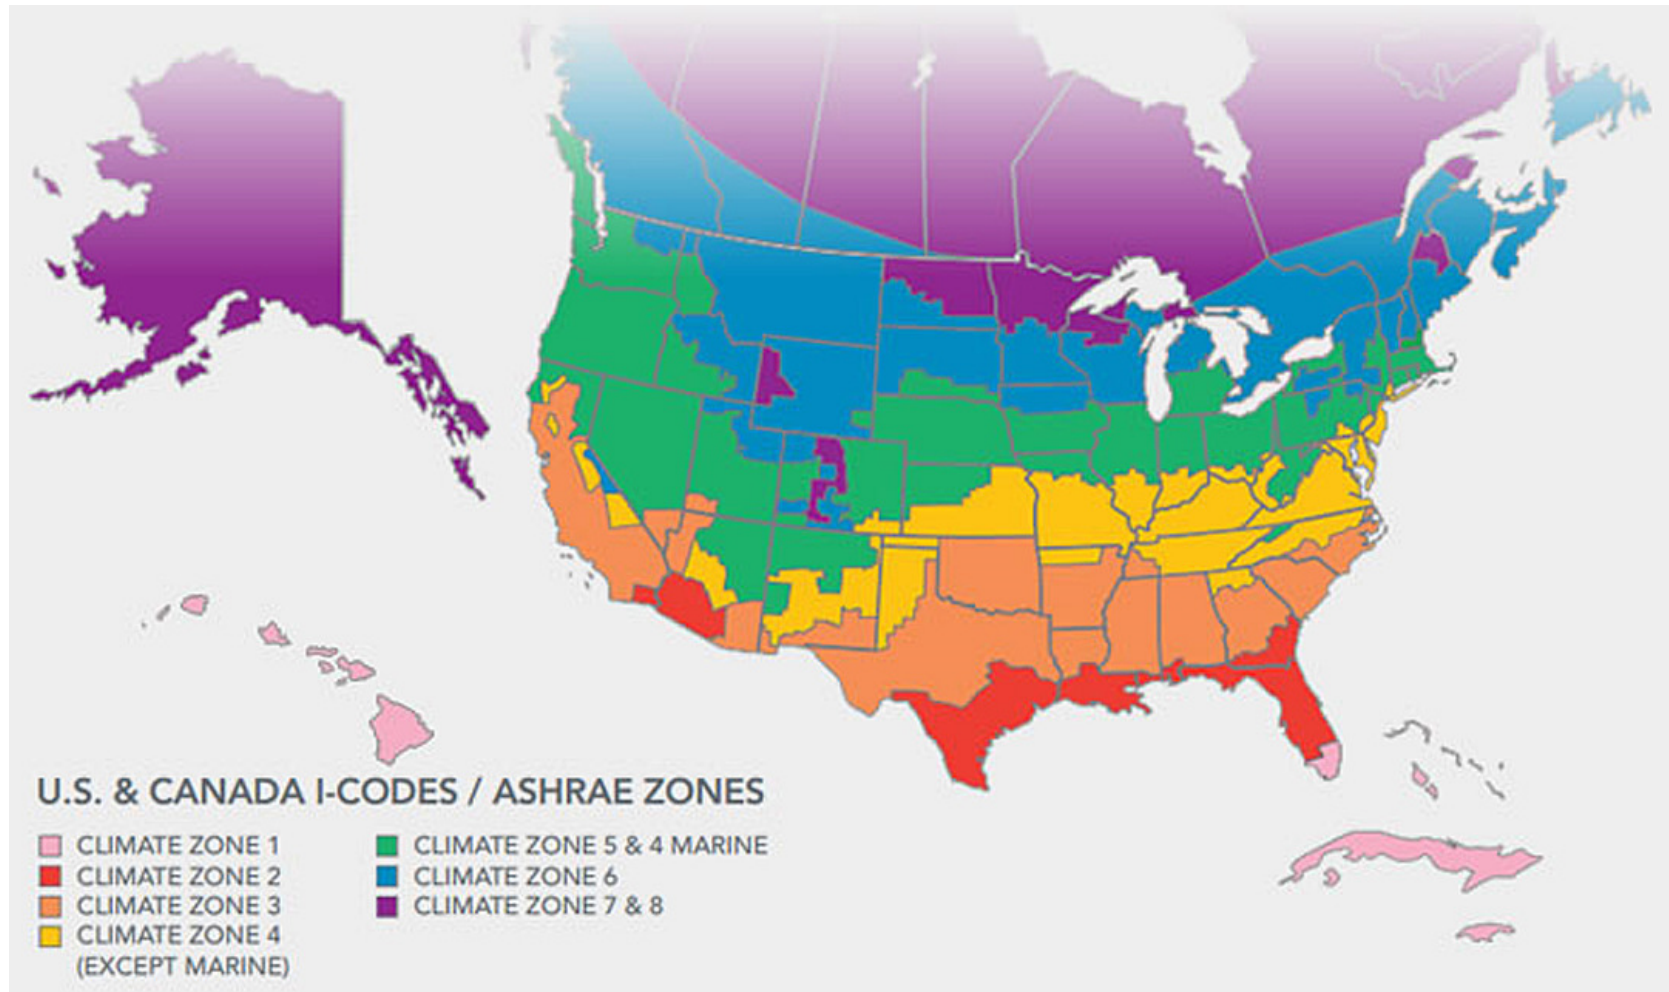 U.S. & CANADA I-CODES / ASHRAE ZONES
CLIMATE ZONE 1
CLIMATE ZONE 2
CLIMATE ZONE 3
CLIMATE ZONE 4
(EXCEPT MARINE)
CLIMATE ZONE 5 & 4 MARINE
CLIMATE ZONE 6
CLIMATE ZONE 7 & 8